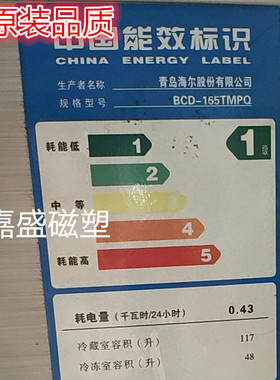 原装品质
中国能效标识
CHINA ENERGY LABEL
生产者名称 青岛海尔股份有限公司
规格型号 BCD-165TMPQ
耗能低 1 1级
2
中等 3
4
耗能高 5
嘉盛磁塑
耗电量（千瓦时/24小时） 0.43
冷藏室容积（升） 117
冷冻室容积（升） 48